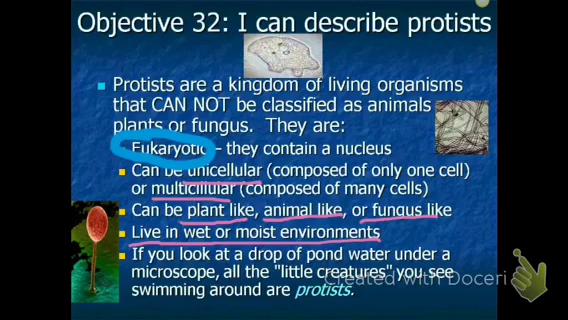 Objective 32: I can describe protists
Protists are a kingdom of living organisms
that CAN NOT be classified as animals
plants or fungus. They are:
Eukaryotic – they contain a nucleus
Can be unicellular (composed of only one cell)
or multicillular (composed of many cells)
Can be plant like, animal like, or fungus like
Live in wet or moist environments
If you look at a drop of pond water under a
microscope, all the "little creatures" you see
swimming around are protists.
Created with Doceri